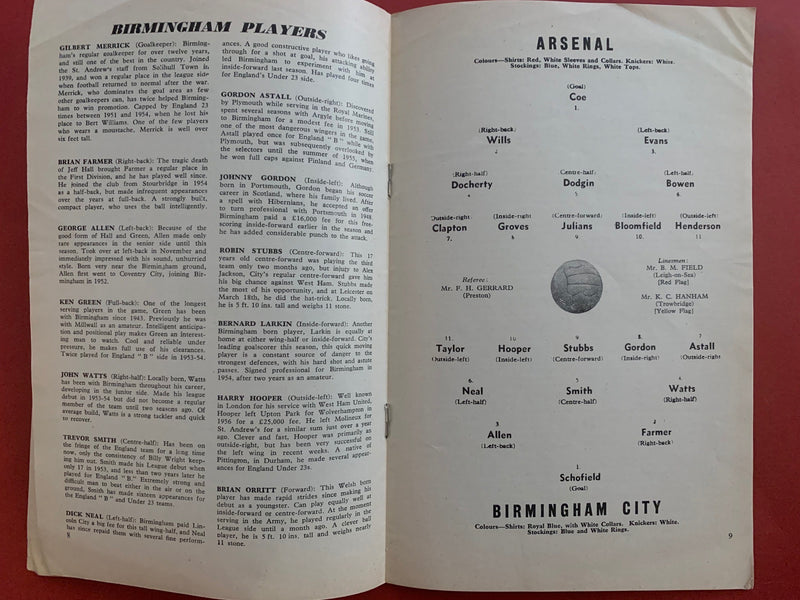 BIRMINGHAM PLAYERS
GILBERT MERRICK (Goalkeeper): Birming-
ham's regular goalkeeper for over twelve years,
and still one of the best in the country. Joined
the St. Andrew's staff from Solihull Town in
1939, and won a regular place in the league side
when football returned to normal after the war.
Merrick, who dominates the goal area as few
other goalkeepers can, has twice helped Birming-
ham to win promotion. Capped by England 23
times between 1951 and 1954, when he lost his
place to Bert Williams. One of the few players
who wears a moustache, Merrick is well over
six feet tall.
BRIAN FARMER (Right-back): The tragic death
of Jeff Hall brought Farmer a regular place in
the First Division, and he has played well since.
He joined the club from Stourbridge in 1954
as a half-back, but made infrequent appearances
over the years at full-back. A strongly built,
compact player, who uses the ball intelligently.
GEORGE ALLEN (Left-back): Because of the
good form of Hall and Green, Allen made only
rare appearances in the senior side until this
season. Took over at left-back in November and
immediately impressed with his sound, unhurried
style. Born very near the Birmingham ground,
Allen first went to Coventry City, joining Bir-
mingham in 1952.
KEN GREEN (Full-back): One of the longest
serving players in the game, Green has been
with Birmingham since 1943. Previously he was
with Millwall as an amateur. Intelligent anticipa-
tion and positional play makes Green an interest-
ing man to watch. Cool and reliable under
pressure, he makes full use of his clearances.
Twice played for England "B" side in 1953-54.
JOHN WATTS (Right-half): Locally born, Watts
has been with Birmingham throughout his career,
developing in the junior side. Made his league
debut in 1953-54 but did not become a regular
member of the team until two seasons ago. Of
average build, Watts is a strong tackler and quick
to recover.
TREVOR SMITH (Centre-half): Has been on
the fringe of the England team for a long time
now, only the consistency of Billy Wright keep-
ing him out. Smith made his League debut when
only 17 in 1953, and less than two years later he
played for England "B." Extremely strong and
difficult man to beat either in the air or on the
ground, Smith has made sixteen appearances for
the England "B" and Under 23 teams.
DICK NEAL (Left-half): Birmingham paid Lin-
coln City a big fee for this tall wing-half, and Neal
has since repaid them with several fine perform-
8
ances. A good constructive player who likes going
through for a shot at goal, his attacking ability
led Birmingham to experiment with him at
inside-forward last season. Has played four times
for England's Under 23 side.
GORDON ASTALL (Outside-right): Discovered
by Plymouth while serving in the Royal Marines,
spent several seasons with Argyle before moving
to Birmingham for a modest fee in 1953. Still
one of the most dangerous wingers in the game,
Astall played once for England "B" while with
Plymouth, but was subsequently overlooked by
the selectors until the summer of 1955, when
he won full caps against Finland and Germany.
JOHNNY GORDON (Inside-left): Although
born in Portsmouth, Gordon began his soccer
career in Scotland, where his family lived. After
a spell with Hibernians, he accepted an offer
to turn professional with Portsmouth in 1948.
Birmingham paid a £16,000 fee for this free-
scoring inside-forward earlier in the season and
he has added considerable punch to the attack.
ROBIN STUBBS (Centre-forward): This 17
years old centre-forward was playing the third
team only two months ago, but injury to Alex
Jackson, City's regular centre-forward gave him
his big chance against West Ham. Stubbs made
the most of his opportunity, and at Leicester on
March 18th, he did the hat-trick. Locally born,
he is 5 ft. 10 ins. tall and weighs 11 stone.
BERNARD LARKIN (Inside-forward): Another
Birmingham born player, Larkin is equally at
home at either wing-half or inside-forward. City's
leading goalscorer this season, this quick moving
player is a constant source of danger to the
strongest defences, with his hard shot and astute
passes. Signed professional for Birmingham in
1954, after two years as an amateur.
HARRY HOOPER (Outside-left): Well known
in London for his service with West Ham United,
Hooper left Upton Park for Wolverhampton in
1956 for a £25,000 fee. He left Molineux for
St. Andrew's for a similar sum just over a year
ago. Clever and fast, Hooper was primarily an
outside-right, but has been very successful on
the left wing in recent weeks. A native of
Pittington, in Durham, he made several appear-
ances for England Under 23s.
BRIAN ORRITT (Forward): This Welsh born
player has made rapid strides since making his
debut as a youngster. Can play equally well at
inside-forward or centre-forward. At the moment
serving in the Army, he played regularly in the
League side until a month ago. A clever ball
player, he is 5 ft. 10 ins. tall and weighs nearly
11 stone.
ARSENAL
Colours—Shirts: Red, White Sleeves and Collars. Knickers: White.
Stockings: Blue, White Rings, White Tops.
(Goal)
Coe
1.
(Right-back) (Left-back)
Wills Evans
3.
(Right-half) (Centre-half) (Left-half)
Docherty Dodgin Bowen
4 5 6.
Outside-right) (Inside-right (Centre-forward) (Inside-left) (Outside-left)
Clapton Groves Julians Bloomfield Henderson
7. 8 9 10. 11
Referee:
Mr. F. H. GERRARD
(Preston)
Linesmen:
Mr. B. M. FIELD
(Leigh-on-Sea)
[Red Flag]
Mr. K. C. HANHAM
(Trowbridge)
[Yellow Flag]
11. 10 9 8. 7
Taylor Hooper Stubbs Gordon Astall
(Outside-left) (Inside-left) (Centre-forward) (Inside-right) (Outside-right
6. 5 4
Neal Smith Watts
(Left-half) (Centre-half) (Right-half)
3 2
Allen Farmer
(Left-back) (Right-back)
1
Schofield
(Goal)
BIRMINGHAM CITY
Colours—Shirts: Royal Blue, with White Collars. Knickers: White.
Stockings: Blue and White Rings.
9